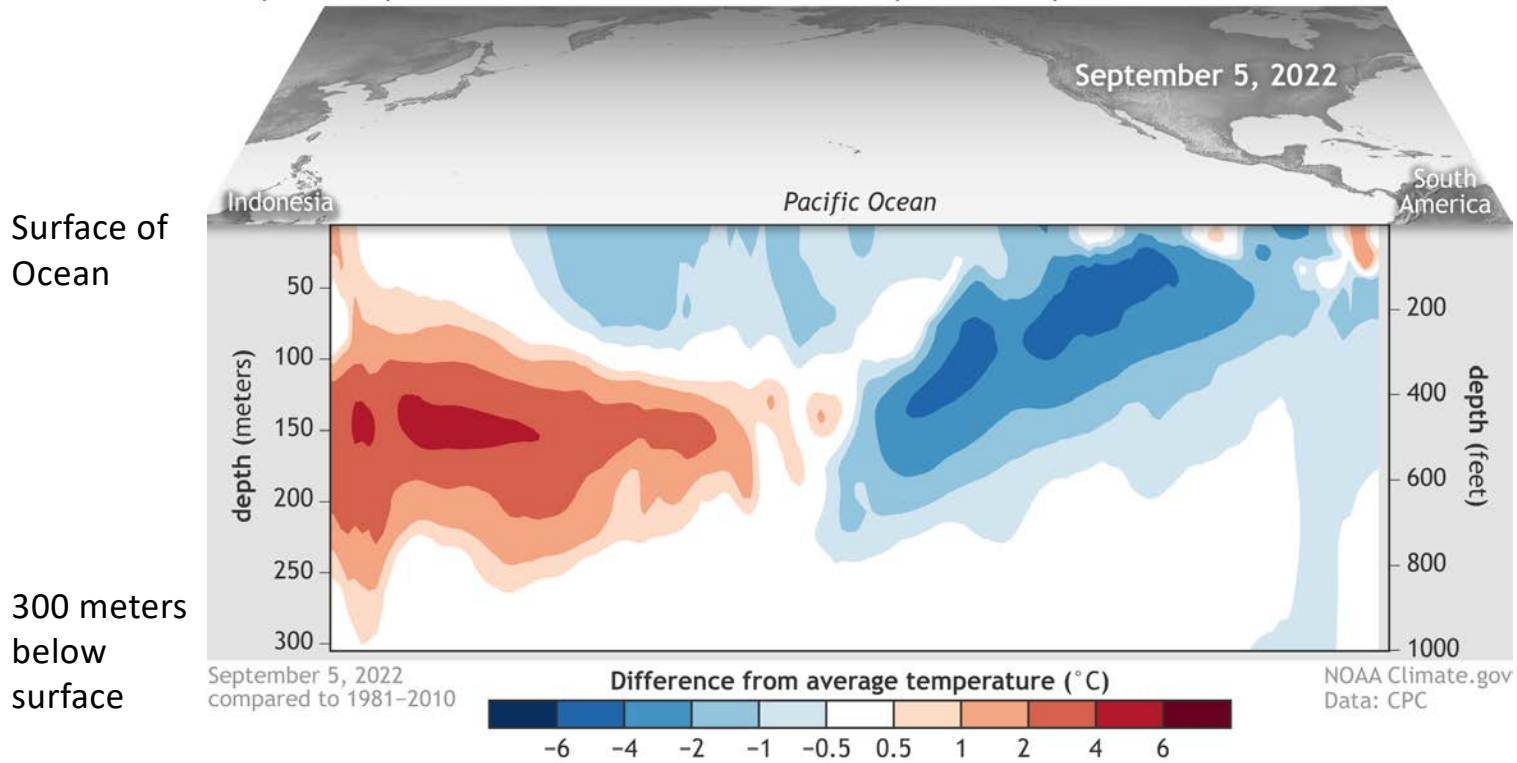 September 5, 2022
Indonesia
Pacific Ocean
South
America
Surface of
Ocean
300 meters
below
surface
depth (meters)
50
100
150
200
250
300
200
400
600
800
1000
depth (feet)
September 5, 2022
compared to 1981–2010
Difference from average temperature (°C)
NOAA Climate.gov
Data: CPC
−6 −4 −2 −1 −0.5 0.5 1 2 4 6